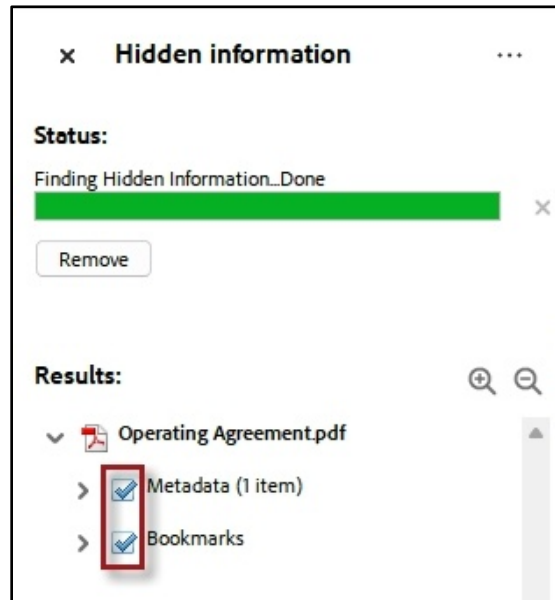 Hidden information
Status:
Finding Hidden Information...Done
Remove
Results:
Operating Agreement.pdf
Metadata (1 item)
Bookmarks